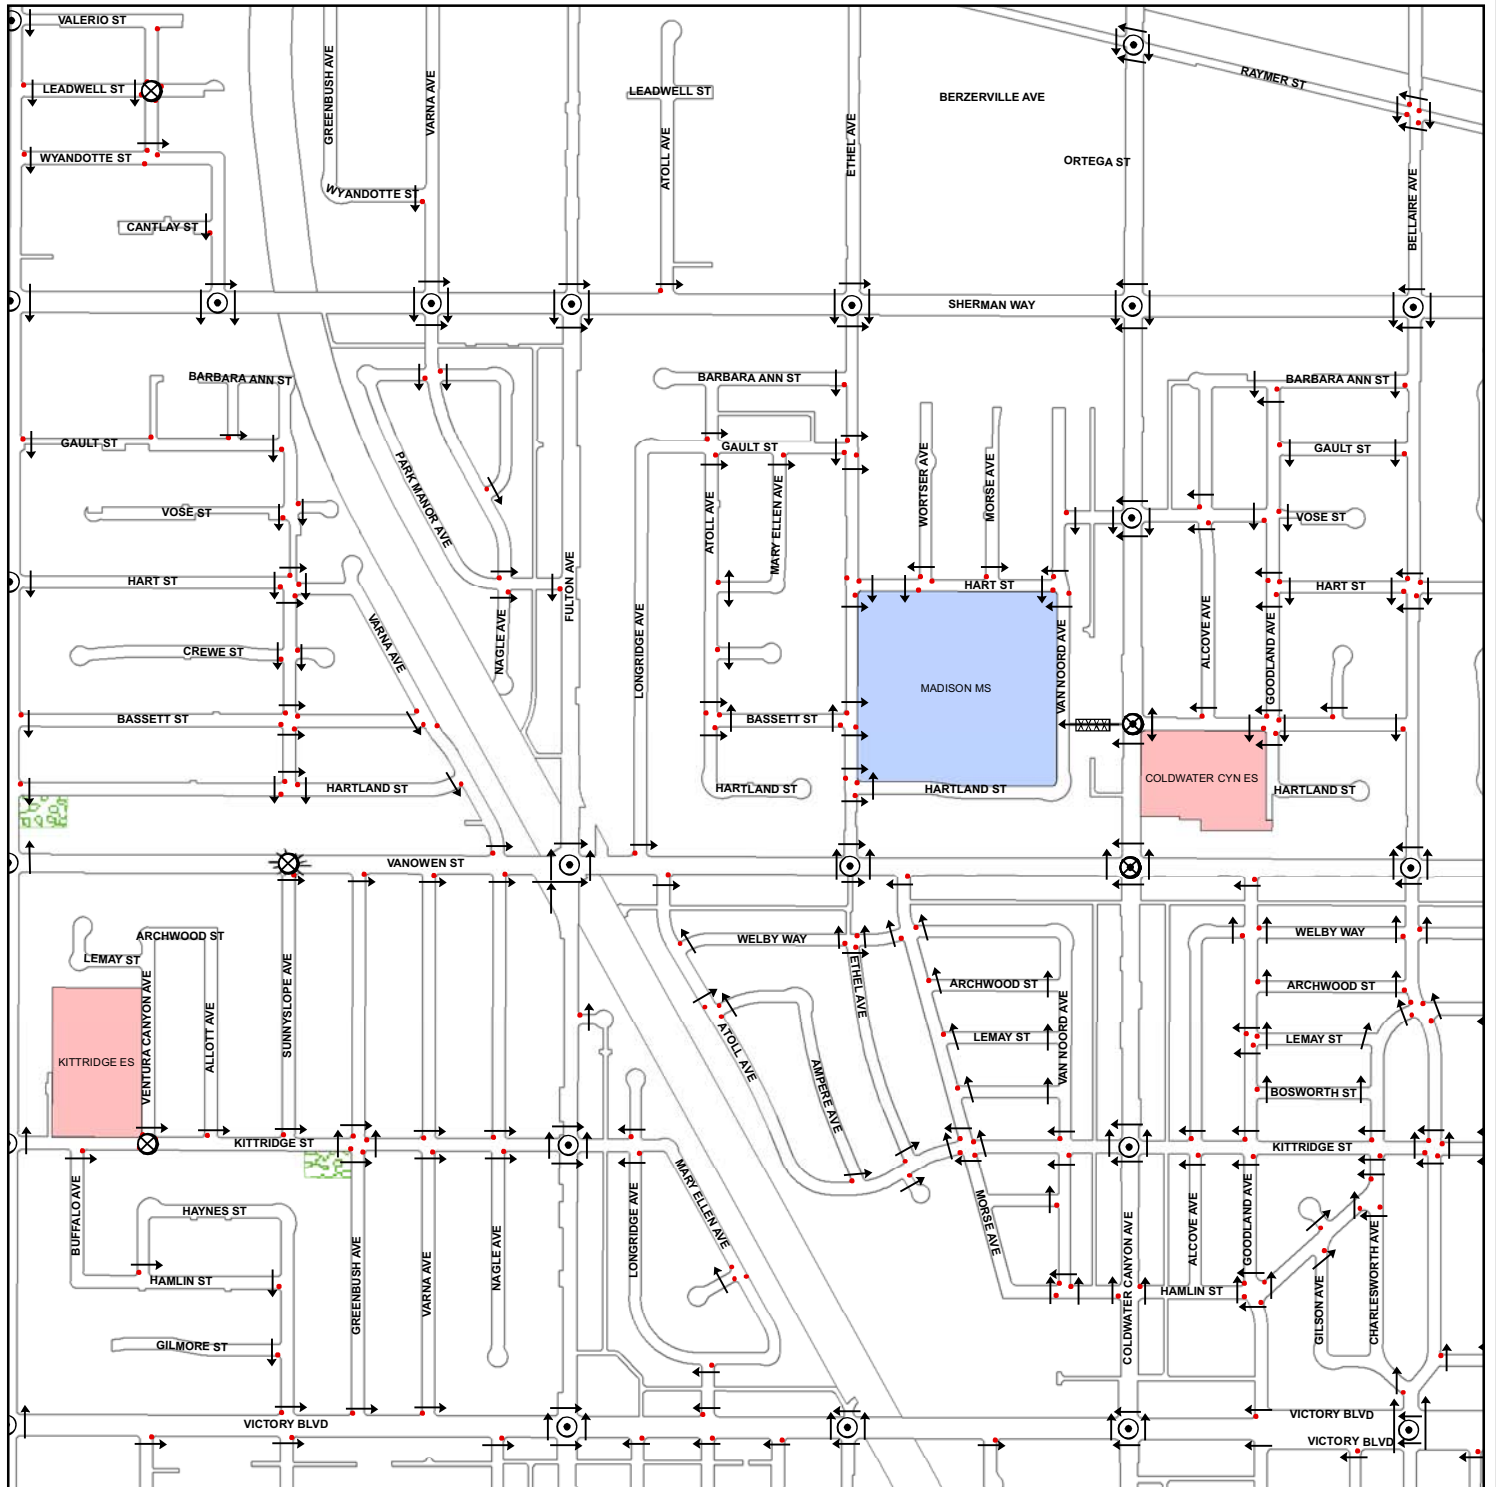 VALERIO ST
LEADWELL ST
WYANDOTTE ST
CANTLAY ST
GREENBUSH AVE
VARNA AVE
WYANDOTTE ST
LEADWELL ST
ATOLL AVE
ETHEL AVE
BERZERVILLE AVE
ORTEGA ST
RAYMER ST
BELLAIRE AVE
SHERMAN WAY
BARBARA ANN ST
GAULT ST
VOSE ST
HART ST
CREWE ST
BASSETT ST
HARTLAND ST
VARNA AVE
PARK MANOR AVE
NAGLE AVE
FULTON AVE
BARBARA ANN ST
GAULT ST
LONGRIDGE AVE
ATOLL AVE
MARY ELLEN AVE
BASSETT ST
HARTLAND ST
WORTSER AVE
MORSE AVE
HART ST
MADISON MS
VAN NOORD AVE
HARTLAND ST
BARBARA ANN ST
GAULT ST
VOSE ST
HART ST
ALCOVE AVE
GOODLAND AVE
COLDWATER CYN ES
HARTLAND ST
VANOWEN ST
ARCHWOOD ST
LEMAY ST
KITTRIDGE ES
VENTURA CANYON AVE
ALLOTT AVE
SUNNYSLOPE AVE
KITTRIDGE ST
WELBY WAY
ETHEL AVE
ATOLL AVE
AMPERE AVE
ARCHWOOD ST
LEMAY ST
VAN NOORD AVE
WELBY WAY
ARCHWOOD ST
LEMAY ST
BOSWORTH ST
KITTRIDGE ST
BUFFALO AVE
HAYNES ST
HAMLIN ST
GILMORE ST
GREENBUSH AVE
VARNA AVE
NAGLE AVE
LONGRIDGE AVE
MARY ELLEN AVE
MORSE AVE
COLDWATER CANYON AVE
ALCOVE AVE
GOODLAND AVE
HAMLIN ST
GILSON AVE
CHARLESWORTH AVE
VICTORY BLVD
VICTORY BLVD
VICTORY BLVD